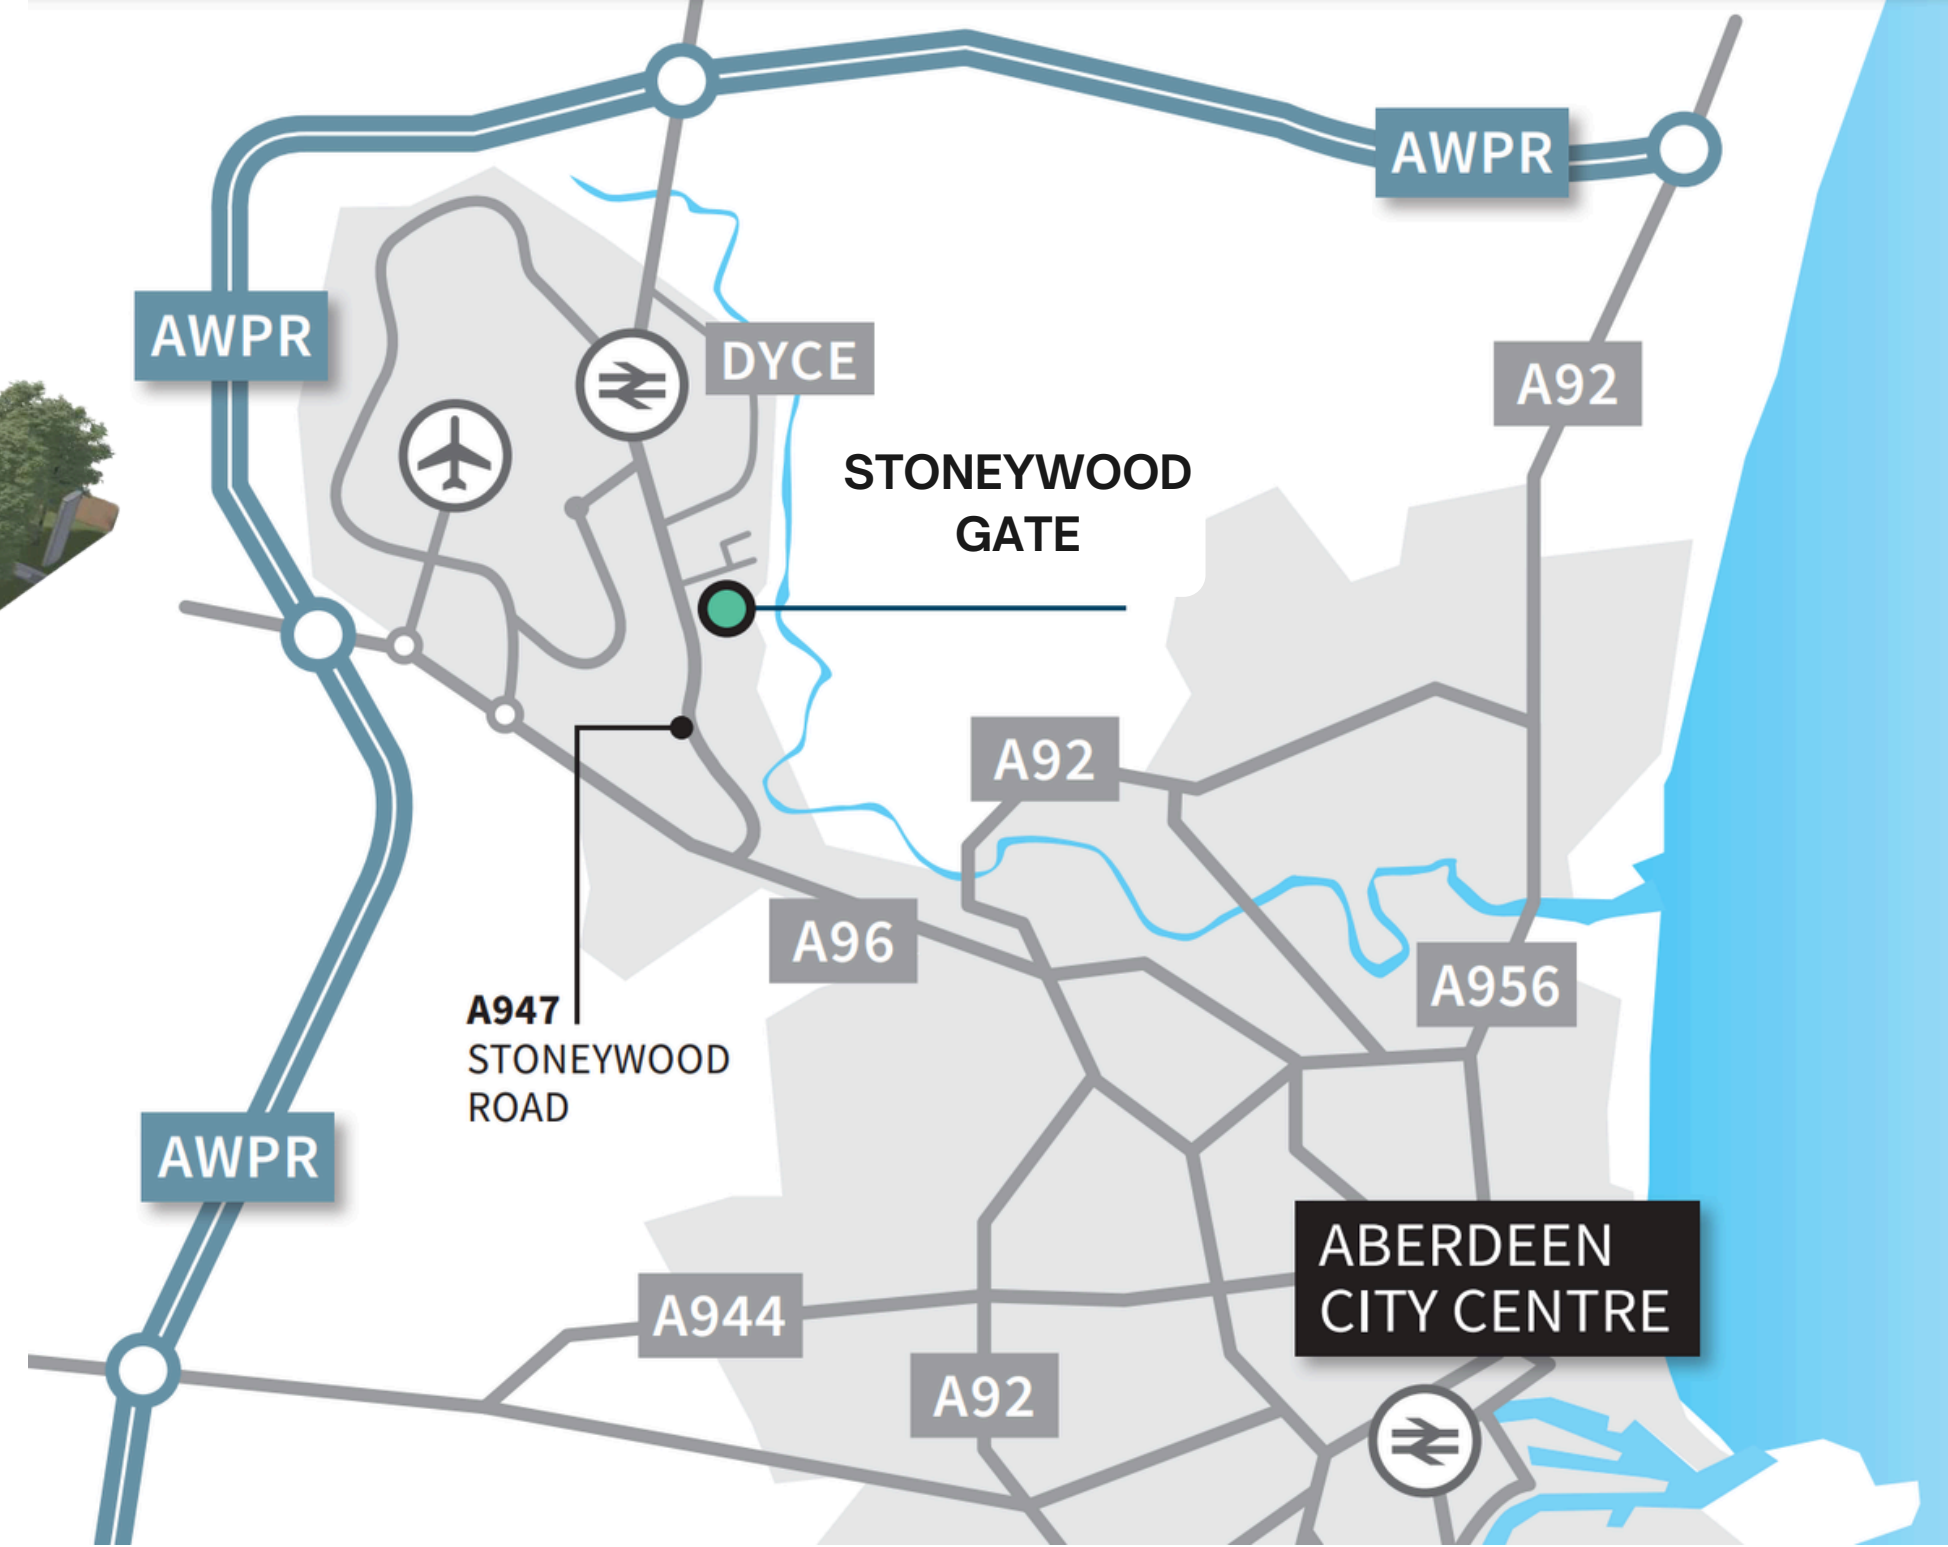 AWPR
AWPR
DYCE
A92
STONEYWOOD
GATE
A92
A96
A956
A947
STONEYWOOD
ROAD
AWPR
ABERDEEN
CITY CENTRE
A944
A92